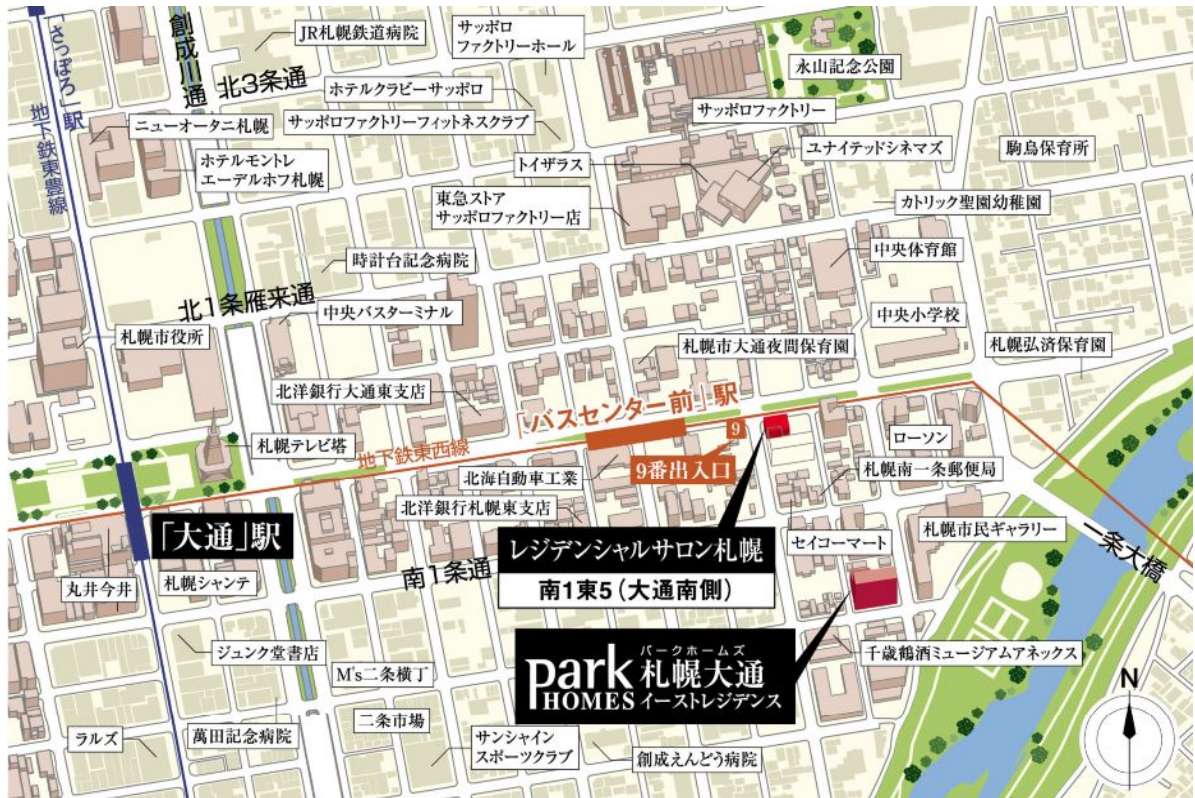 「さっぽろ」駅
地下鉄東豊線
創成川通
北3条通
JR札幌鉄道病院
サッポロ
ファクトリーホール
永山記念公園
ホテルクラビーサッポロ
サッポロファクトリー
ニューオータニ札幌
サッポロファクトリーフィットネスクラブ
ユナイテッドシネマズ
駒鳥保育所
ホテルモントレ
エーデルホフ札幌
トイザラス
東急ストア
サッポロファクトリー店
カトリック聖園幼稚園
時計台記念病院
中央体育館
北1条雁来通
中央バスターミナル
中央小学校
札幌市役所
札幌市大通夜間保育園
札幌弘済保育園
北洋銀行大通東支店
「バスセンター前」駅
札幌テレビ塔
地下鉄東西線
9
ローソン
北海自動車工業
9番出入口
札幌南一条郵便局
北洋銀行札幌東支店
「大通」駅
レジデンシャルサロン札幌
南1東5(大通南側)
セイコーマート
札幌市民ギャラリー
一条大橋
丸井今井
札幌シャンテ
南1条通
park
HOMES
パークホームズ
札幌大通
イーストレジデンス
千歳鶴酒ミュージアムアネックス
ジュンク堂書店
M's二条横丁
N
ラルズ
萬田記念病院
二条市場
サンシャイン
スポーツクラブ
創成えんどう病院